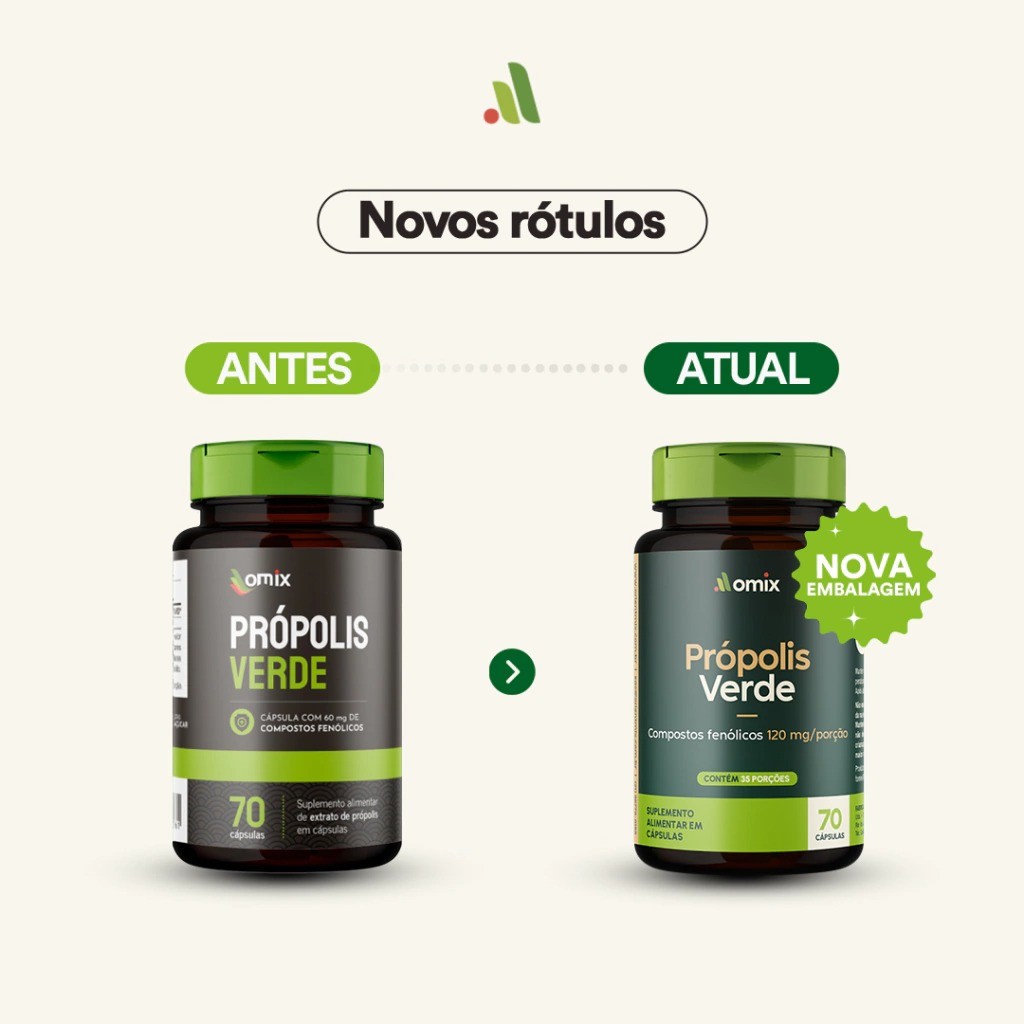 Novos rótulos
ANTES
ATUAL
omix
PRÓPOLIS
VERDE
CÁPSULA COM 60 mg DE
COMPOSTOS FENÓLICOS
70
cápsulas
Suplemento alimentar
de extrato de própolis
em cápsulas
omix
Própolis
Verde
Compostos fenólicos 120 mg/porção
CONTÉM 35 PORÇÕES
SUPLEMENTO
ALIMENTAR EM
CÁPSULAS
70
CÁPSULAS
NOVA
EMBALAGEM